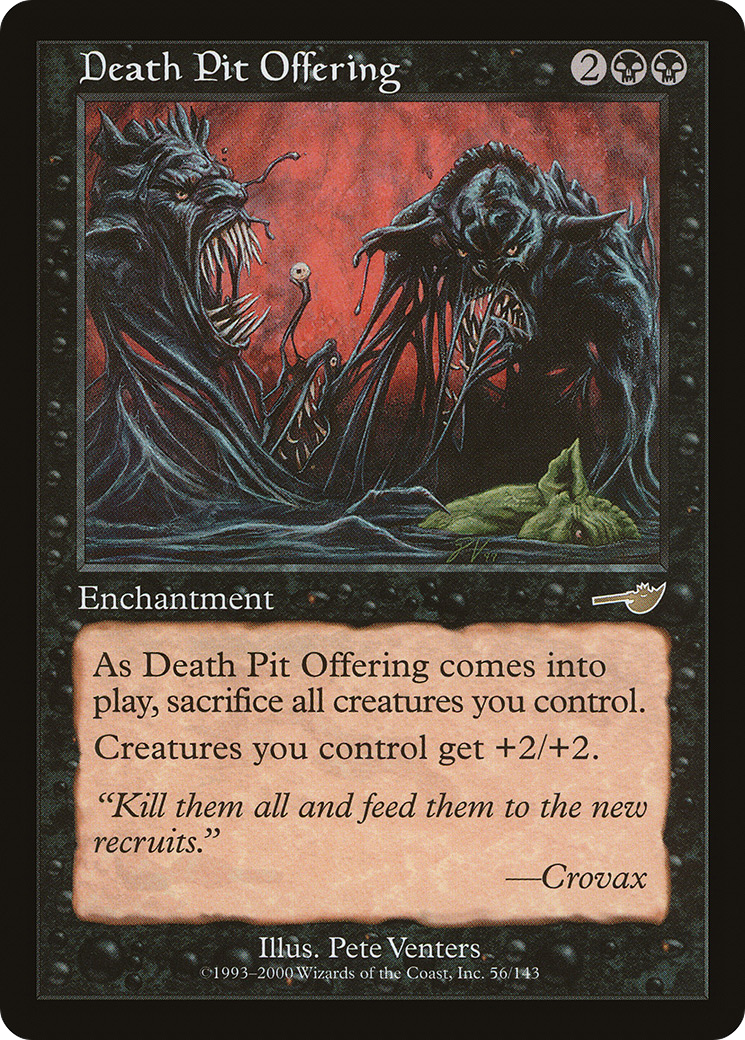 Death Pit Offering 2
Enchantment
As Death Pit Offering comes into
play, sacrifice all creatures you control.
Creatures you control get +2/+2.
“Kill them all and feed them to the new
recruits.”
—Crovax
Illus. Pete Venters
©1993–2000 Wizards of the Coast, Inc. 56/143